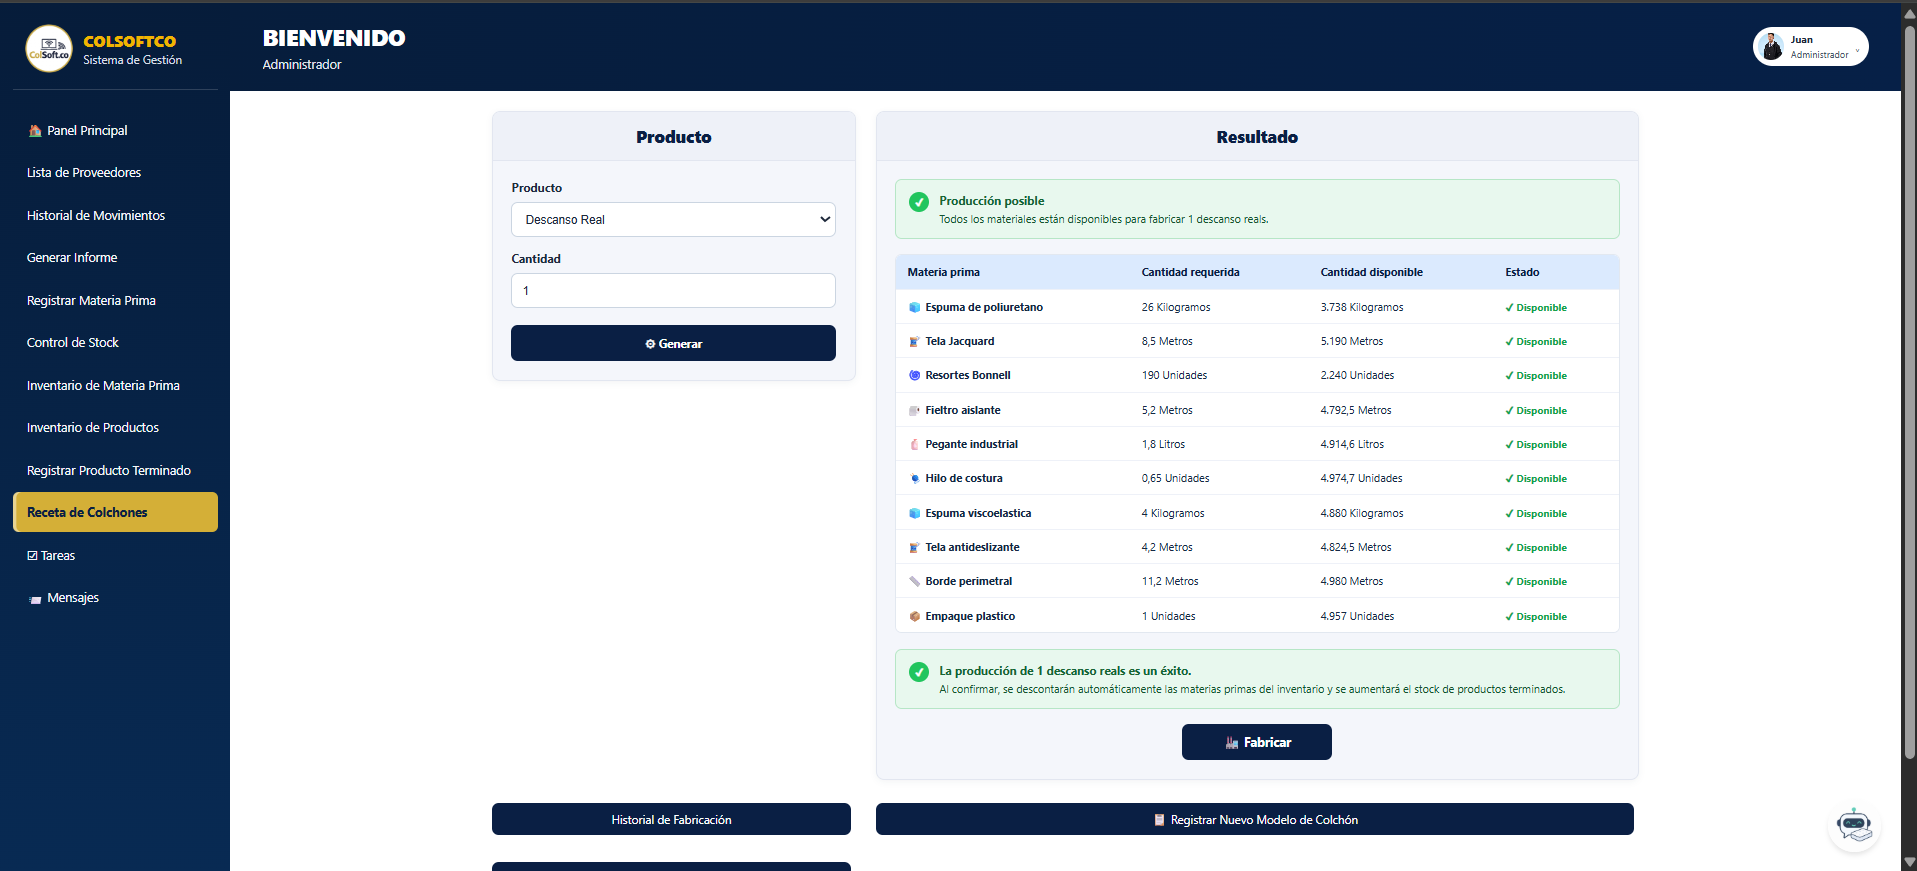 ColSoft.co
COLSOFTCO
Sistema de Gestión
BIENVENIDO
Administrador
Juan
Administrador
Panel Principal
Lista de Proveedores
Historial de Movimientos
Generar Informe
Registrar Materia Prima
Control de Stock
Inventario de Materia Prima
Inventario de Productos
Registrar Producto Terminado
Receta de Colchones
Tareas
Mensajes
Producto
Producto
Descanso Real
Cantidad
1
Generar
Resultado
Producción posible
Todos los materiales están disponibles para fabricar 1 descanso reals.
Materia prima Cantidad requerida Cantidad disponible Estado
Espuma de poliuretano 26 Kilogramos 3.738 Kilogramos ✓ Disponible
Tela Jacquard 8,5 Metros 5.190 Metros ✓ Disponible
Resortes Bonnell 190 Unidades 2.240 Unidades ✓ Disponible
Fieltro aislante 5,2 Metros 4.792,5 Metros ✓ Disponible
Pegante industrial 1,8 Litros 4.914,6 Litros ✓ Disponible
Hilo de costura 0,65 Unidades 4.974,7 Unidades ✓ Disponible
Espuma viscoelastica 4 Kilogramos 4.880 Kilogramos ✓ Disponible
Tela antideslizante 4,2 Metros 4.824,5 Metros ✓ Disponible
Borde perimetral 11,2 Metros 4.980 Metros ✓ Disponible
Empaque plastico 1 Unidades 4.957 Unidades ✓ Disponible
La producción de 1 descanso reals es un éxito.
Al confirmar, se descontarán automáticamente las materias primas del inventario y se aumentará el stock de productos terminados.
Fabricar
Historial de Fabricación
Registrar Nuevo Modelo de Colchón